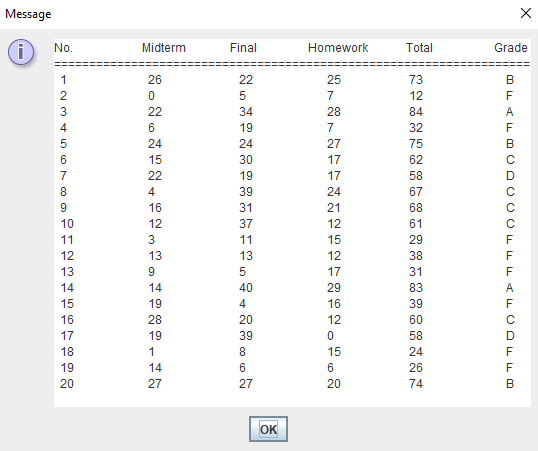 Message
No. Midterm Final Homework Total Grade
====================================================================
1 26 22 25 73 B
2 0 5 7 12 F
3 22 34 28 84 A
4 6 19 7 32 F
5 24 24 27 75 B
6 15 30 17 62 C
7 22 19 17 58 D
8 4 39 24 67 C
9 16 31 21 68 C
10 12 37 12 61 C
11 3 11 15 29 F
12 13 13 12 38 F
13 9 5 17 31 F
14 14 40 29 83 A
15 19 4 16 39 F
16 28 20 12 60 C
17 19 39 0 58 D
18 1 8 15 24 F
19 14 6 6 26 F
20 27 27 20 74 B
OK